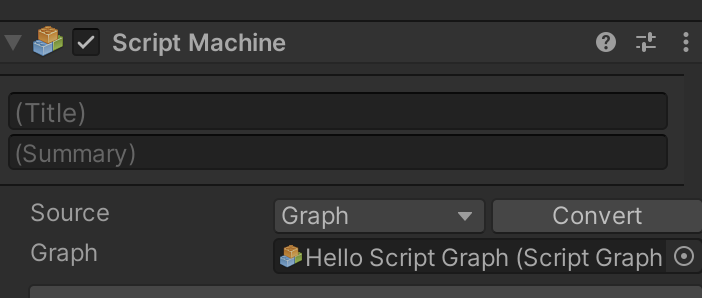 Script Machine
(Title)
(Summary)
Source Graph Convert
Graph Hello Script Graph (Script Graph